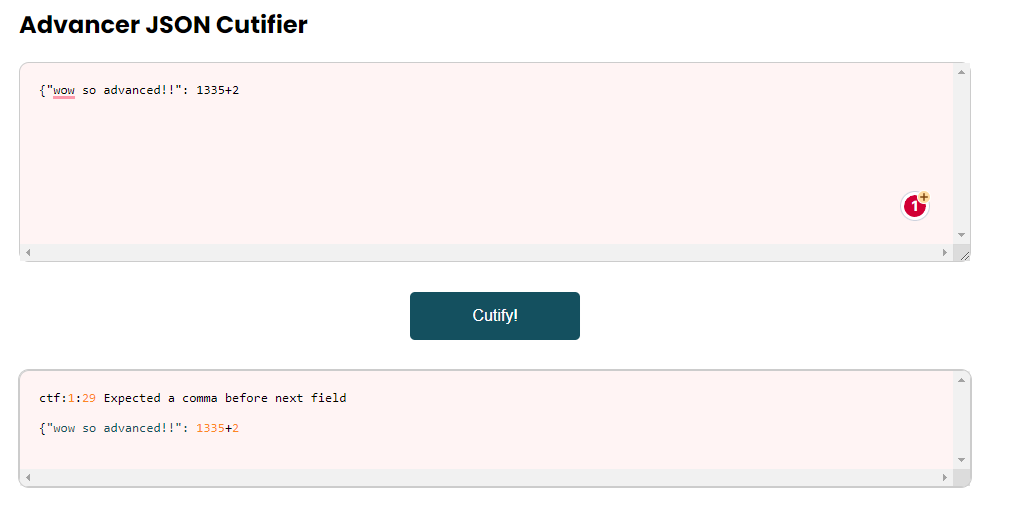 Advancer JSON Cutifier
{"wow so advanced!!": 1335+2
1+
Cutify!
ctf:1:29 Expected a comma before next field
{"wow so advanced!!": 1335+2